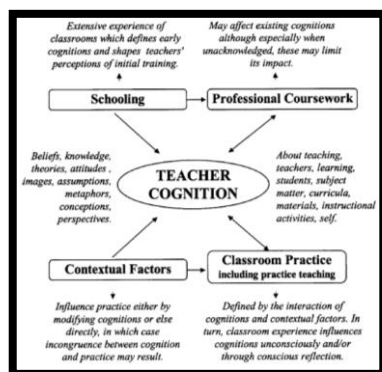 Extensive experience of
classrooms which defines early
cognitions and shapes teachers'
perceptions of initial training.
May affect existing cognitions
although especially when
unacknowledged, these may limit
its impact.
Schooling
Professional Coursework
Beliefs, knowledge,
theories, attitudes ,
images, assumptions,
metaphors,
conceptions,
perspectives.
TEACHER
COGNITION
About teaching,
teachers, learning,
students, subject
matter, curricula,
materials, instructional
activities, self.
Contextual Factors
Classroom Practice
including practice teaching
Influence practice either by
modifying cognitions or else
directly, in which case
incongruence between cognition
and practice may result.
Defined by the interaction of
cognitions and contextual factors. In
turn, classroom experience influences
cognitions unconsciously and/or
through conscious reflection.